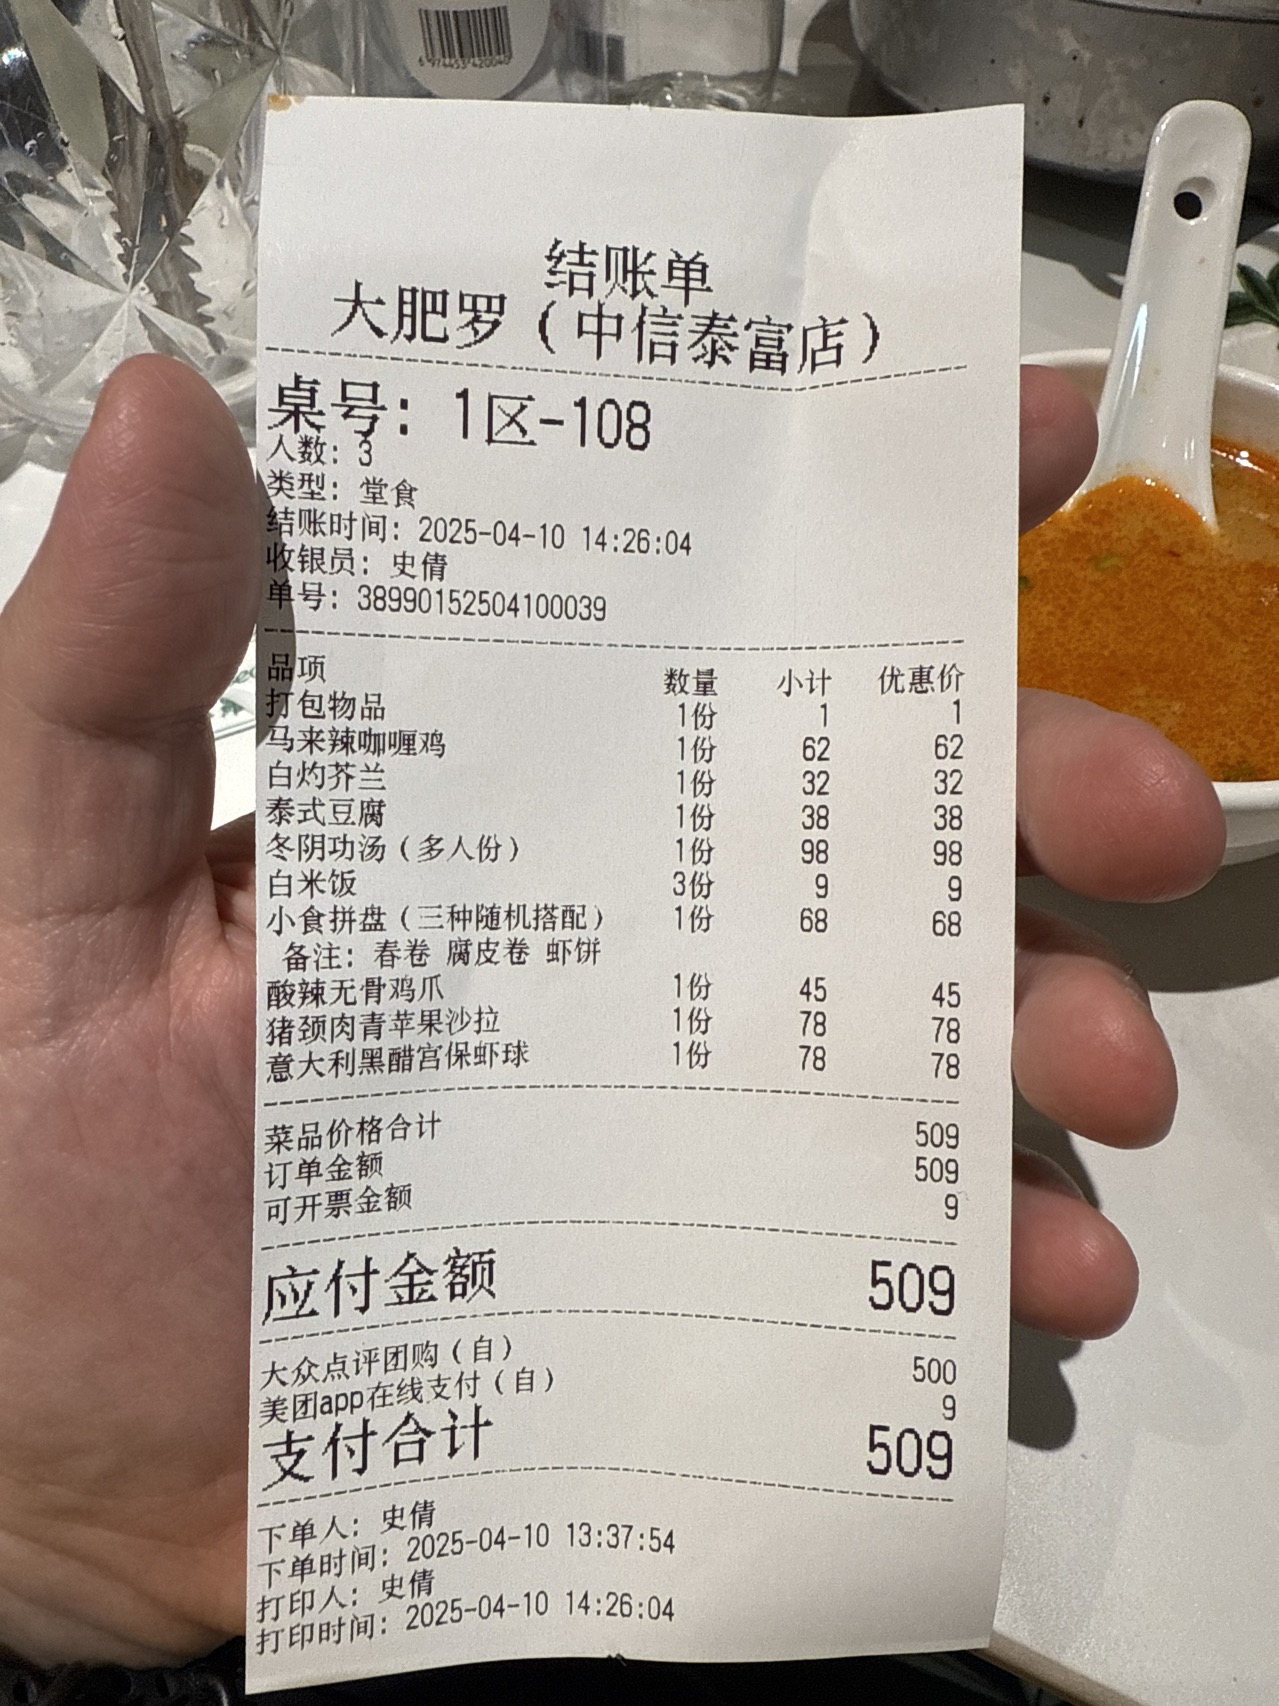 6 974453 420040
结账单
大肥罗（中信泰富店）
桌号: 1区-108
人数: 3
类型: 堂食
结账时间: 2025-04-10 14:26:04
收银员: 史倩
单号: 38990152504100039
品项 数量 小计 优惠价
打包物品 1份 1 1
马来辣咖喱鸡 1份 62 62
白灼芥兰 1份 32 32
泰式豆腐 1份 38 38
冬阴功汤（多人份） 1份 98 98
白米饭 3份 9 9
小食拼盘（三种随机搭配） 1份 68 68
备注: 春卷 腐皮卷 虾饼
酸辣无骨鸡爪 1份 45 45
猪颈肉青苹果沙拉 1份 78 78
意大利黑醋宫保虾球 1份 78 78
菜品价格合计 509
订单金额 509
可开票金额 9
应付金额 509
大众点评团购（自） 500
美团app在线支付（自） 9
支付合计 509
下单人: 史倩
下单时间: 2025-04-10 13:37:54
打印人: 史倩
打印时间: 2025-04-10 14:26:04